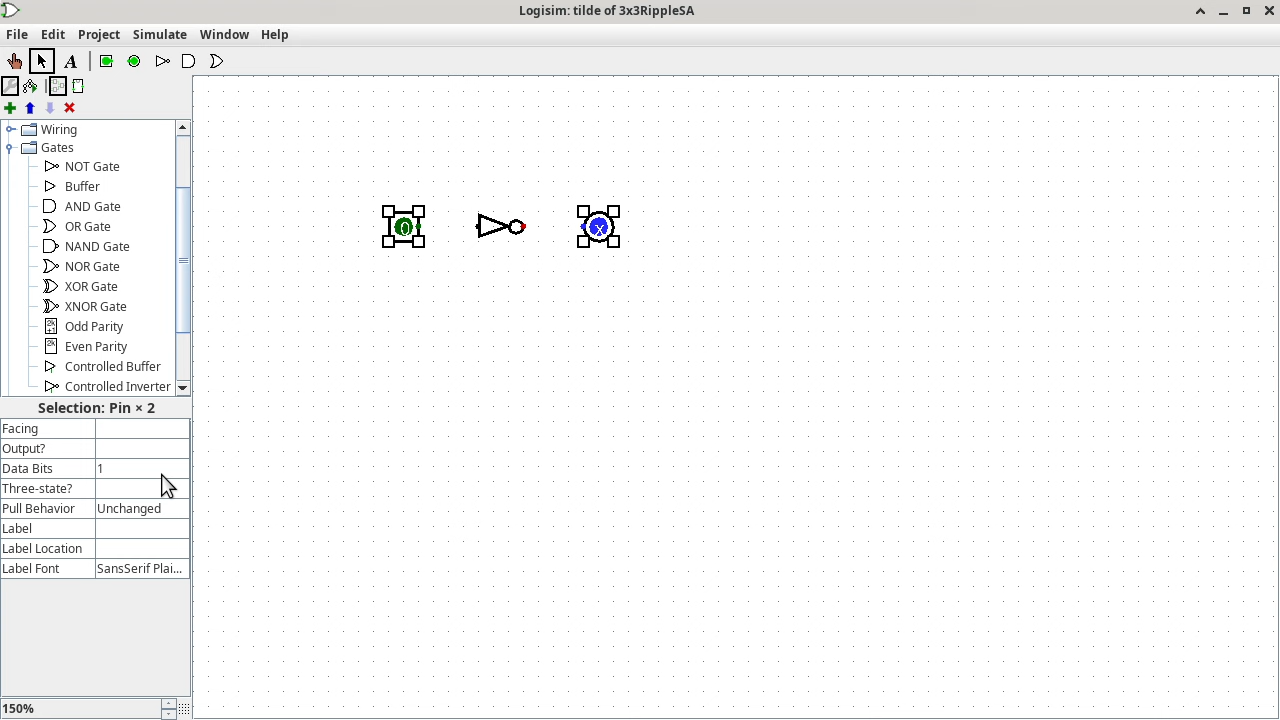 Logisim: tilde of 3x3RippleSA
File Edit Project Simulate Window Help
A
Wiring
Gates
NOT Gate
Buffer
AND Gate
OR Gate
NAND Gate
NOR Gate
XOR Gate
XNOR Gate
Odd Parity
Even Parity
Controlled Buffer
Controlled Inverter
Selection: Pin × 2
Facing
Output?
Data Bits 1
Three-state?
Pull Behavior Unchanged
Label
Label Location
Label Font SansSerif Plai...
150%
0
x